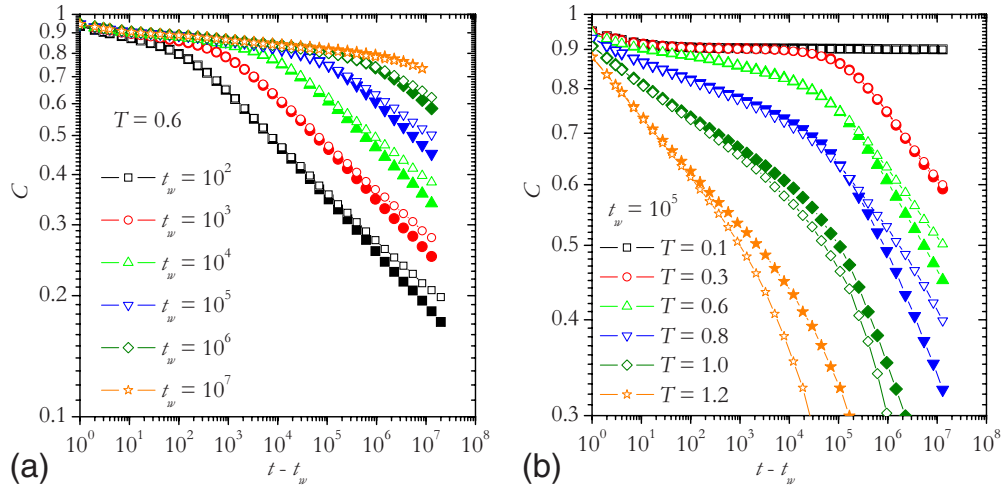 1
0.9
0.8
0.7
0.6
0.5
0.4
0.3
0.2
0.1
C
T = 0.6
t_w = 10^2
t_w = 10^3
t_w = 10^4
t_w = 10^5
t_w = 10^6
t_w = 10^7
10^0 10^1 10^2 10^3 10^4 10^5 10^6 10^7 10^8
t - t_w
(a)
1
0.9
0.8
0.7
0.6
0.5
0.4
0.3
C
t_w = 10^5
T = 0.1
T = 0.3
T = 0.6
T = 0.8
T = 1.0
T = 1.2
10^0 10^1 10^2 10^3 10^4 10^5 10^6 10^7 10^8
t - t_w
(b)